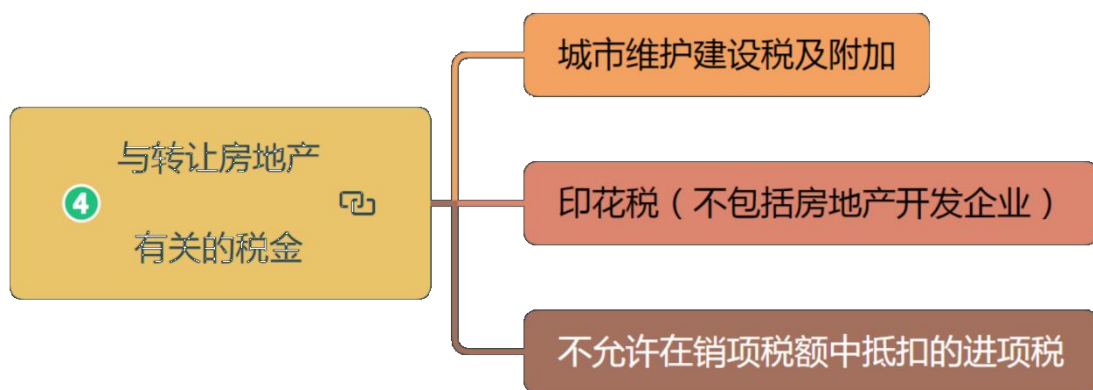 城市维护建设税及附加
与转让房地产
4
有关的税金
印花税（不包括房地产开发企业）
不允许在销项税额中抵扣的进项税